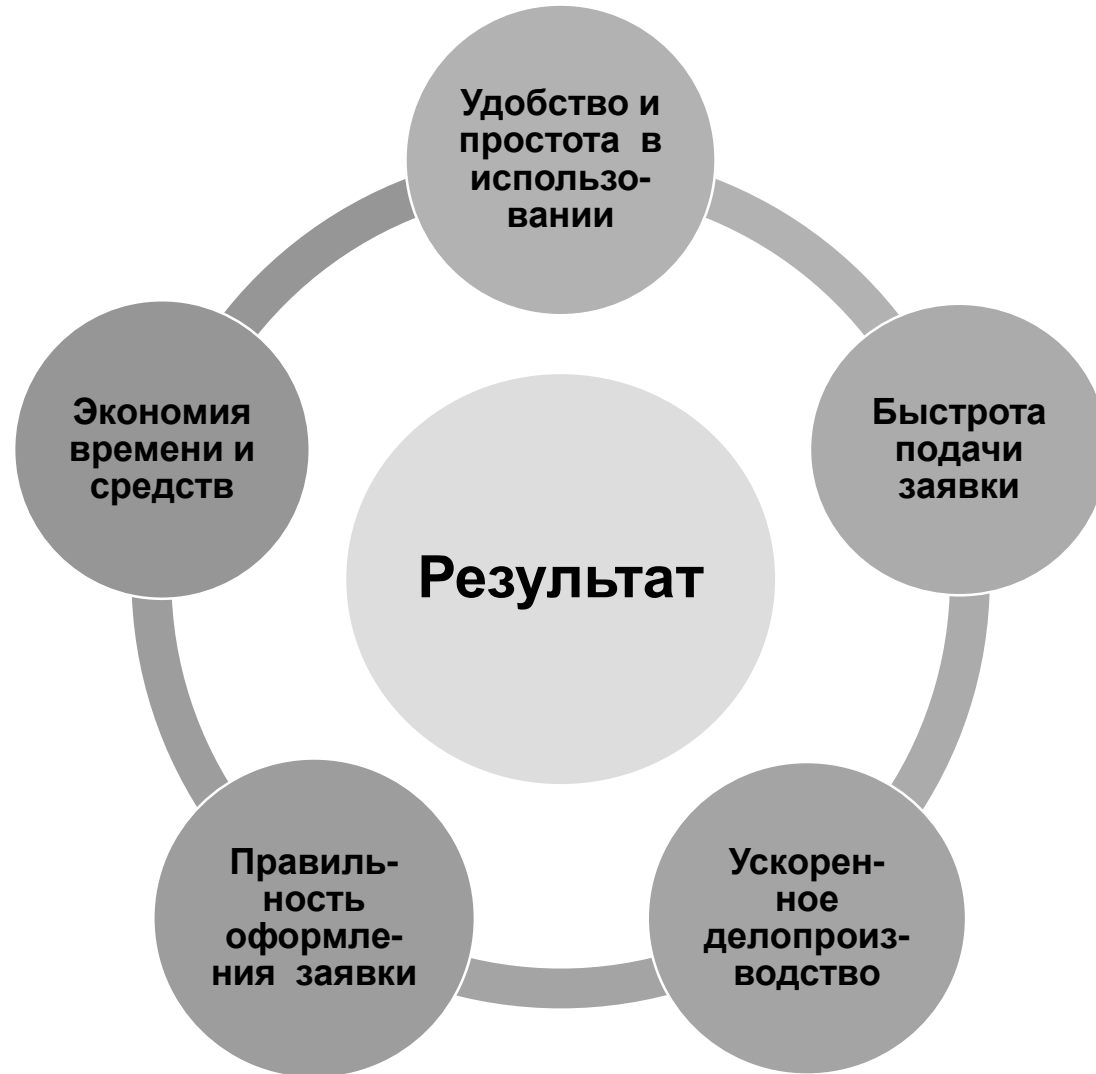 Удобство и
простота в
использо-
вании
Быстрота
подачи
заявки
Ускорен-
ное
делопроиз-
водство
Правиль-
ность
оформле-
ния заявки
Экономия
времени и
средств
Результат